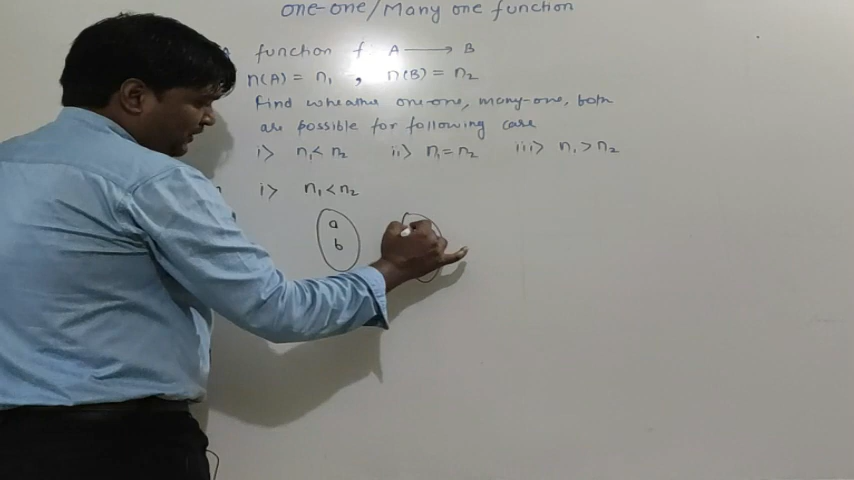 one-one/Many one function
function f A → B
n(A) = n₁ , n(B) = n₂
Find wheathe one-one, many-one, both
are possible for following case
i> n₁< n₂ ii> n₁= n₂ iii> n₁ > n₂
i> n₁< n₂
a
b